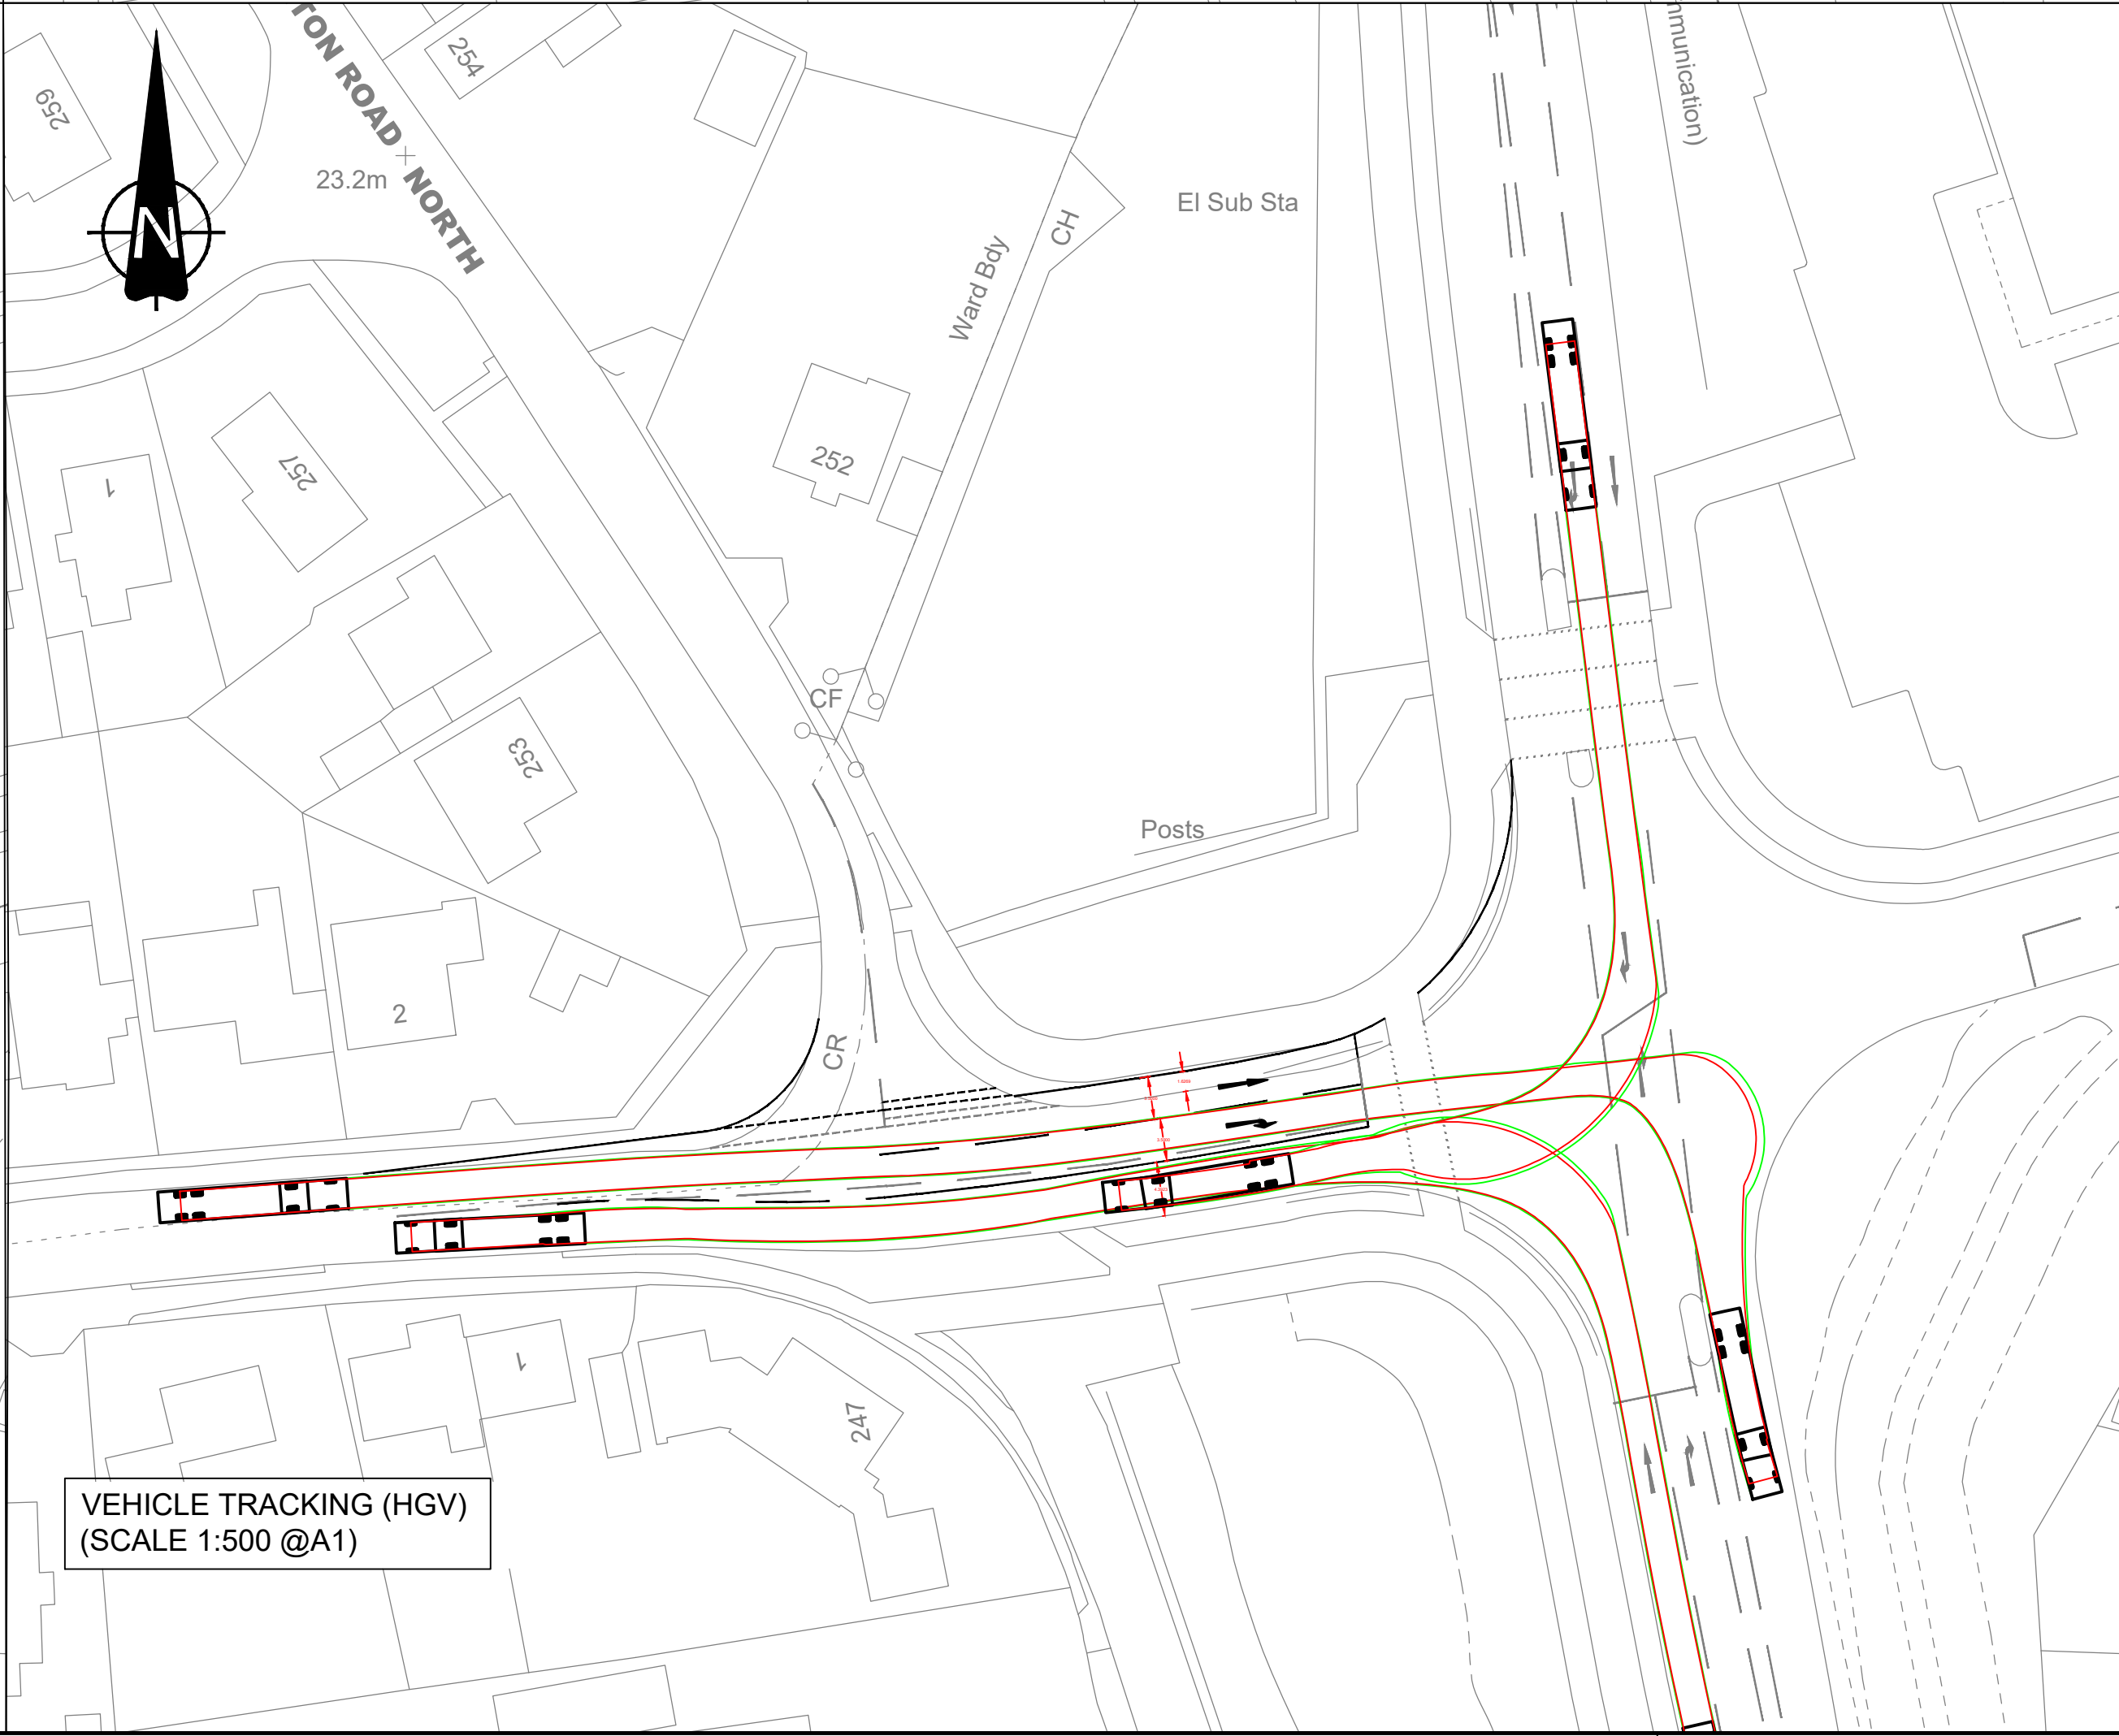 TON ROAD
NORTH
254
259
23.2m
N
munication)
El Sub Sta
CH
Ward Bdy
252
257
1
CF
253
Posts
2
CR
1
247
VEHICLE TRACKING (HGV)
(SCALE 1:500 @A1)